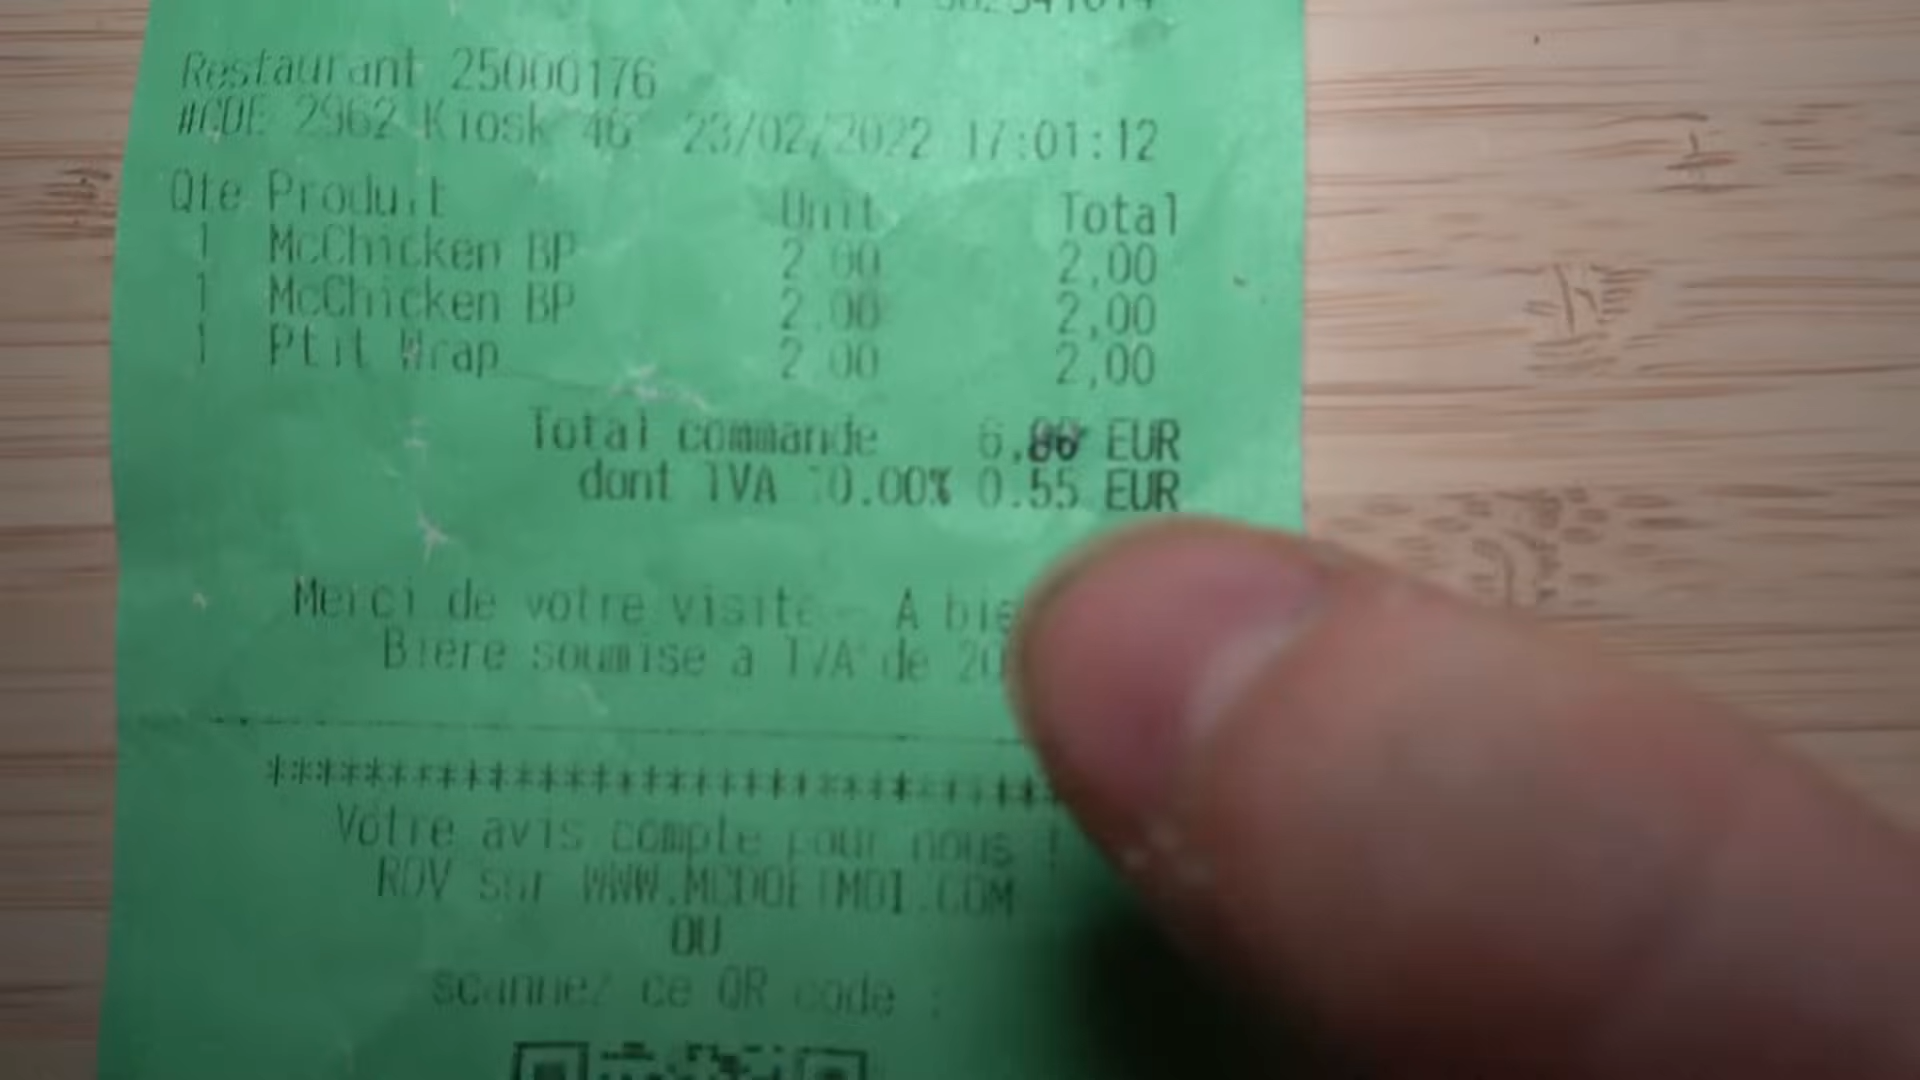 Restaurant 25000176
#CDE 2962 Kiosk 46 23/02/2022 17:01:12
Qte Produit Unit Total
1 McChicken BP 2.00 2,00
1 McChicken BP 2.00 2,00
1 Ptit Wrap 2.00 2,00
Total commande EUR
dont TVA 0.55 EUR
Merci de votre visite - A
Biere soumise a TVA de
******************************
Votre avis compte pour nous !
RDV sur WWW.MCDOETMOI.COM
OU
scannez ce QR code :